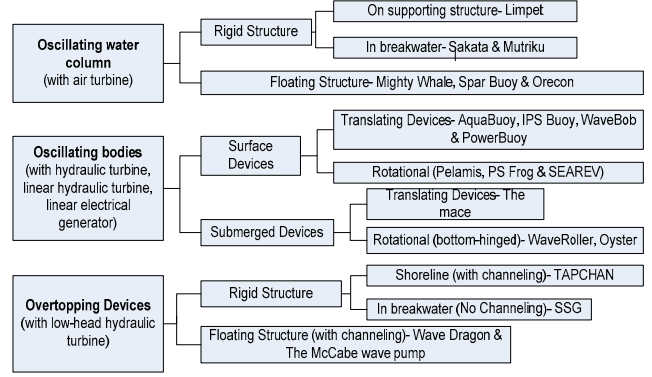 Oscillating water
column
(with air turbine)
Rigid Structure
On supporting structure- Limpet
In breakwater- Sakata & Mutriku
Floating Structure- Mighty Whale, Spar Buoy & Orecon
Oscillating bodies
(with hydraulic turbine,
linear hydraulic turbine,
linear electrical
generator)
Surface
Devices
Translating Devices- AquaBuoy, IPS Buoy, WaveBob
& PowerBuoy
Rotational (Pelamis, PS Frog & SEAREV)
Submerged Devices
Translating Devices- The
mace
Rotational (bottom-hinged)- WaveRoller, Oyster
Overtopping Devices
(with low-head hydraulic
turbine)
Rigid Structure
Shoreline (with channeling)- TAPCHAN
In breakwater (No Channeling)- SSG
Floating Structure (with channeling)- Wave Dragon &
The McCabe wave pump